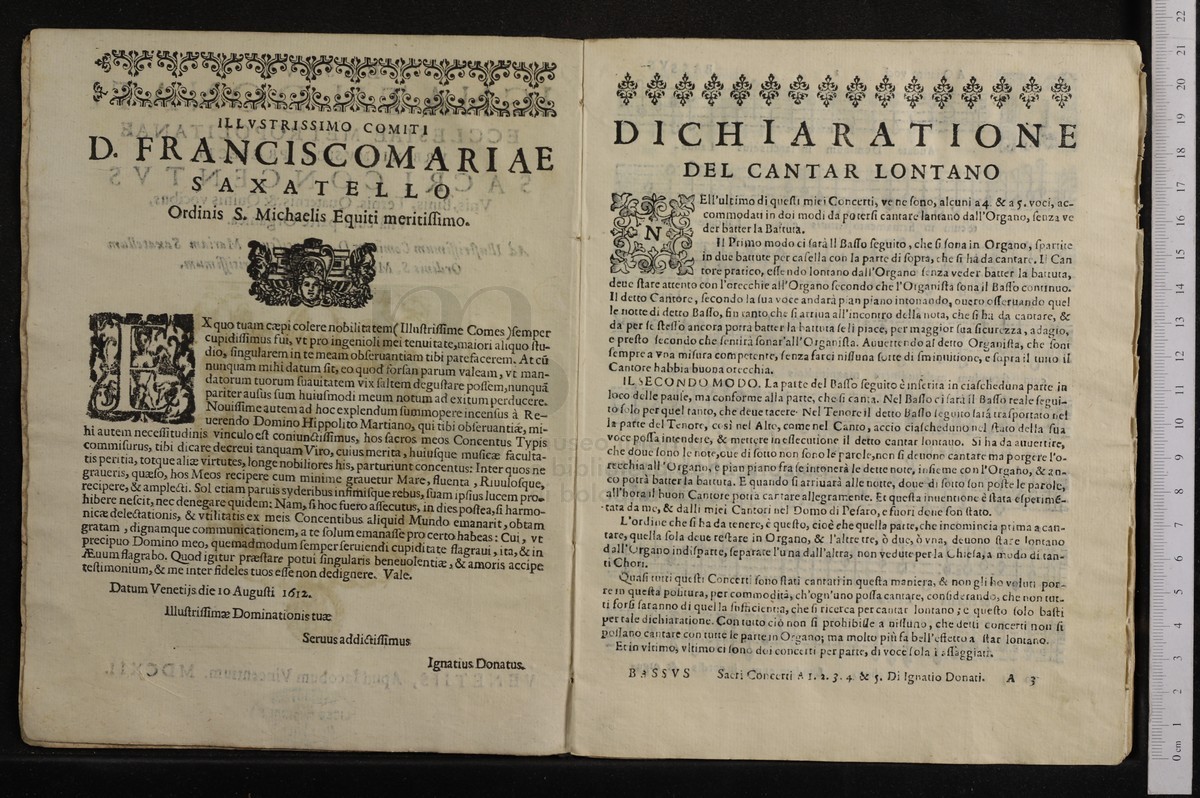 ILLVSTRISSIMO COMITI
D. FRANCISCOMARIAE
SAXATELLO
Ordinis S. Michaelis Equiti meritiſſimo.
EX quo tuam cæpi colere nobilitatem (Illuſtriſſime Comes) ſemper
cupidiſſimus fui, vt pro ingenioli mei tenuitate, maiori aliquo ſtu-
dio, ſingularem in te meam obſeruantiam tibi patefacerem. At cũ
nunquam mihi datum ſit, eo quod forſan parum valeam, vt man-
datorum tuorum ſuauitatem vix ſaltem deguſtare poſſem, nunquã
pariter auſus ſum huiuſmodi meum notum ad exitum perducere.
Nouiſſime autem ad hoc explendum ſummopere incenſus à Re-
uerendo Domino Hippolito Martiano, qui tibi obſeruantiæ, mi-
hi autem neceſſitudinis vinculo eſt coniunctiſſimus, hos ſacros meos Concentus Typis
commiſurus, tibi dicare decreui tanquam Viro, cuius merita, huiuſque muſicæ faculta-
tis peritia, totque aliæ virtutes, longe nobiliores his, parturiunt concentus: Inter quos ne
graueris, quæſo, hos Meos recipere cum minime grauetur Mare, fluenta, Riuuloſque,
recipere, & amplecti. Sol etiam paruis syderibus infimiſque rebus, ſuam ipſius lucem pro-
hibere neſcit, nec denegare quidem: Nam, ſi hoc fuero aſſecutus, in dies poſtea, ſi harmo-
nicæ delectationis, & vtilitatis ex meis Concentibus aliquid Mundo emanarit, obtam
gratam, dignamque communicationem, a te ſolum emanaſſe pro certo habeas: Cui, vt
precipuo Domino meo, quemadmodum ſemper ſeruiendi cupiditate flagraui, ita, & in
Æuum flagrabo. Quod igitur præſtare potui ſingularis beneuolentiæ, & amoris accipe
teſtimonium, & me inter fideles tuos eſſe non dedignere. Vale.
Datum Venetijs die 10 Auguſti 1612.
Illuſtriſſimæ Dominationis tuæ
Seruus addictiſſimus
Ignatius Donatus.
DICHIARATIONE
DEL CANTAR LONTANO
NEll'vltimo di queſti miei Concerti, ve ne ſono, alcuni a 4. & a 5. voci, ac-
commodati in doi modi da poterſi cantare lantano dall'Organo, ſenza ve
der batter la Battuta.
Il Primo modo ci ſarà Il Baſſo ſeguito, che ſi ſona in Organo, ſpartite
in due battute per caſella con la parte di ſopra, che ſi ha da cantare. Il Can
tore pratico, eſſendo lontano dall'Organo ſenza veder batter la battuta,
deue ſtare attento con l'orecchie all'Organo ſecondo che l'Organiſta ſona il Baſſo continuo.
Il detto Cantore, ſecondo la ſua voce andarà pian piano intonando, ouero oſſeruando quel
le notte di detto Baſſo, fin tanto che ſi arriua all'incontro della nota, che ſi ha da cantare, &
da per ſe ſteſſo ancora potrà batter la battuta ſe li piace, per maggior ſua ſicurezza, adagio,
e preſto ſecondo che ſentirà ſonar'all'Organiſta. Auuertendo al detto Organiſta, che ſoni
ſempre a vna miſura competente, ſenza farci niſſuna ſorte di ſminuitione, e ſopra il tutto il
Cantore habbia buona orecchia.
IL SECONDO MODO. La parte del Baſſo ſeguito è inſerita in ciaſcheduna parte in
loco delle pauſe, ma conforme alla parte, che ſi canta. Nel Baſſo ci ſarà il Baſſo reale ſegui-
to ſolo per quel tanto, che deue tacere. Nel Tenore il detto Baſſo ſeguito ſarà traſportato nel
la parte del Tenore, così nel Alto, come nel Canto, acciò ciaſcheduno nel ſtato della ſua
voce poſſa intendere, & mettere in eſſecutione il detto cantar lontano. Si ha da auuertire,
che doue ſono le note, oue di ſotto non ſono le parole, non ſi deuono cantare ma porgere l'o-
recchia all'Organo, e pian piano fra ſe intonerà le dette note, inſieme con l'Organo, & an-
co potrà batter la battuta. E quando ſi arriuarà alle notte, doue di ſotto ſon poſte le parole,
all'hora il buon Cantore potrà cantare allegramente. Et queſta inuentione è ſtata eſperimẽ-
tata da me, & dalli miei Cantori nel Domo di Peſaro, e fuori doue ſon ſtato.
L'ordine che ſi ha da tenere, è queſto, cioè che quella parte, che incomincia prima a can-
tare, quella ſola deue reſtare in Organo, & l'altre tre, ò due, ò vna, deuono ſtare lontano
dall'Organo indiſparte, ſeparate l'una dall'altra, non vedute per la Chieſa, a modo di tan-
ti Chori.
Quaſi tutti queſti Concerti ſono ſtati cantati in queſta maniera, & non gli ho voluti por-
re in queſta politura, per commodità, ch'ogn'uno poſſa cantare, conſiderando, che non tut-
ti forſi ſaranno di quella ſufficienua, che ſi ricerca per cantar lontano; e queſto ſolo baſti
per tale dichiaratione. Con tutto ciò non ſi prohibiſſe a niſſuno, che detti concerti non ſi
poſſano cantare con tutte le parte in Organo; ma molto più fa bell'effetto a ſtar lontano.
Et in vltimo, vltimo ci ſono doi concerti per parte, di voce ſola i aſſaggiati.
BASSVS Sacri Concerti A 1. 2. 3. 4. & 5. Di Ignatio Donati. A 3